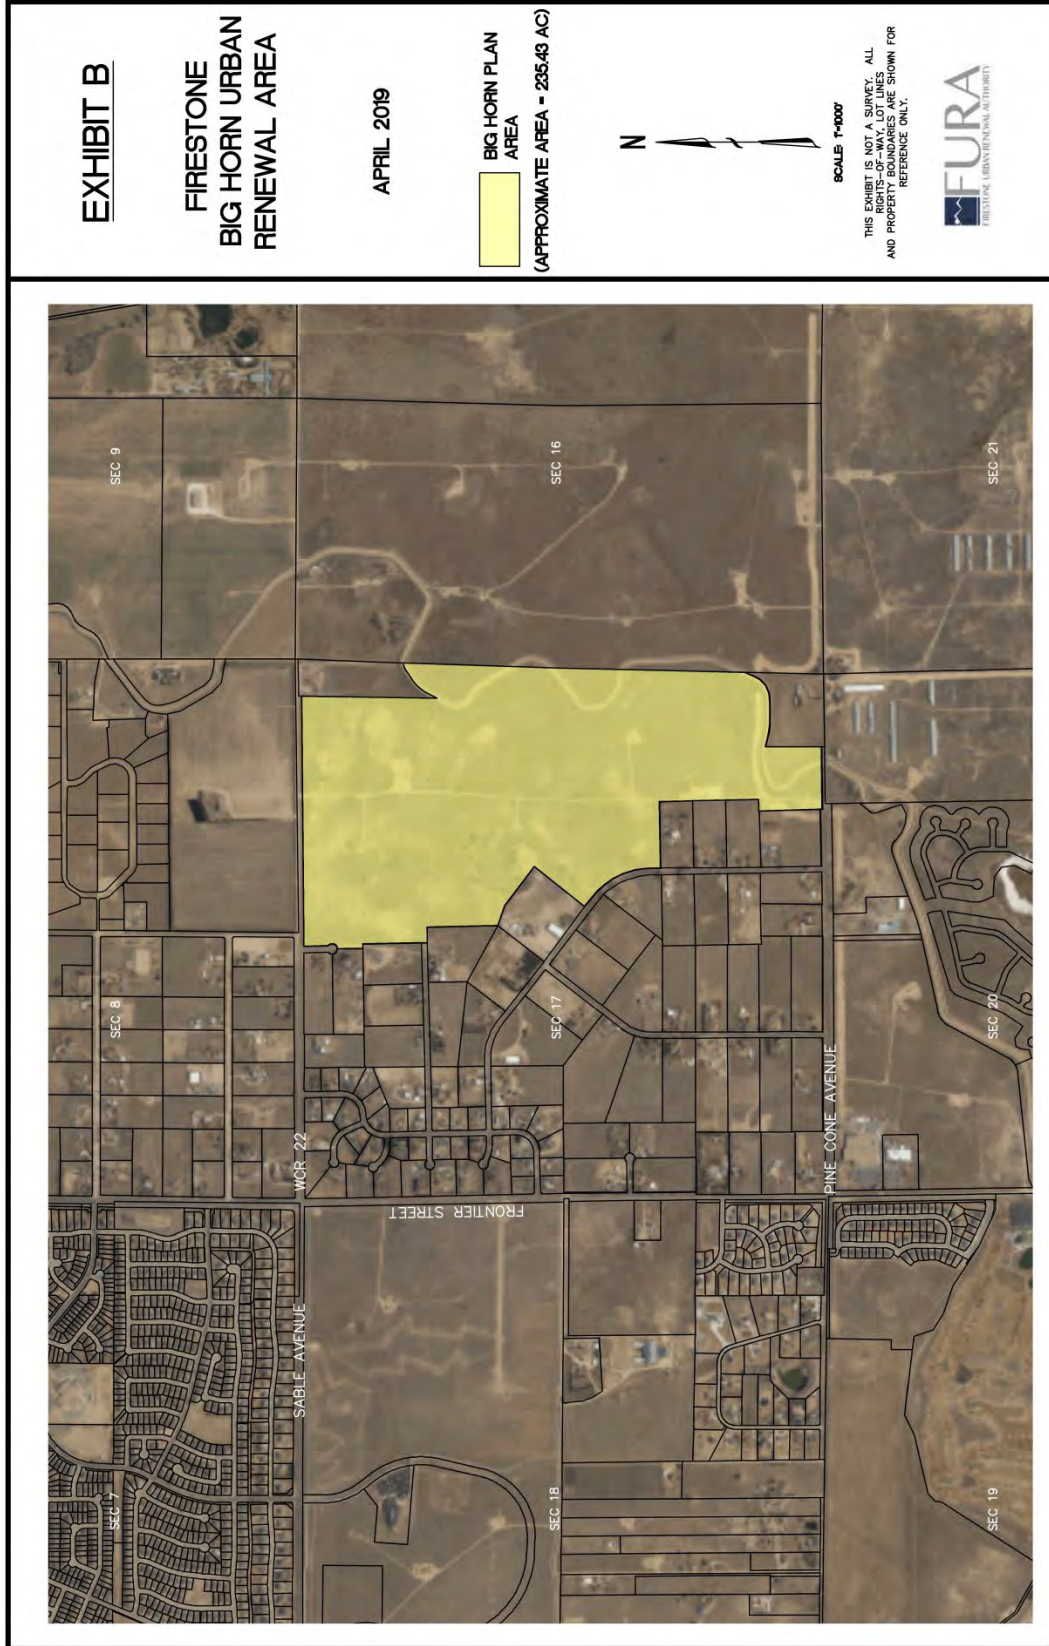 EXHIBIT B
FIRESTONE
BIG HORN URBAN
RENEWAL AREA
APRIL 2019
BIG HORN PLAN
AREA
(APPROXIMATE AREA = 235.43 AC)
N
SCALE: 1"=1000'
THIS EXHIBIT IS NOT A SURVEY. ALL
RIGHTS-OF-WAY, LOT LINES
AND PROPERTY BOUNDARIES ARE SHOWN FOR
REFERENCE ONLY.
FURA
FIRESTONE URBAN RENEWAL AUTHORITY
SEC 7
SEC 8
SEC 9
SABLE AVENUE
WCR 22
FRONTIER STREET
SEC 18
SEC 17
SEC 16
PINE CONE AVENUE
SEC 19
SEC 20
SEC 21